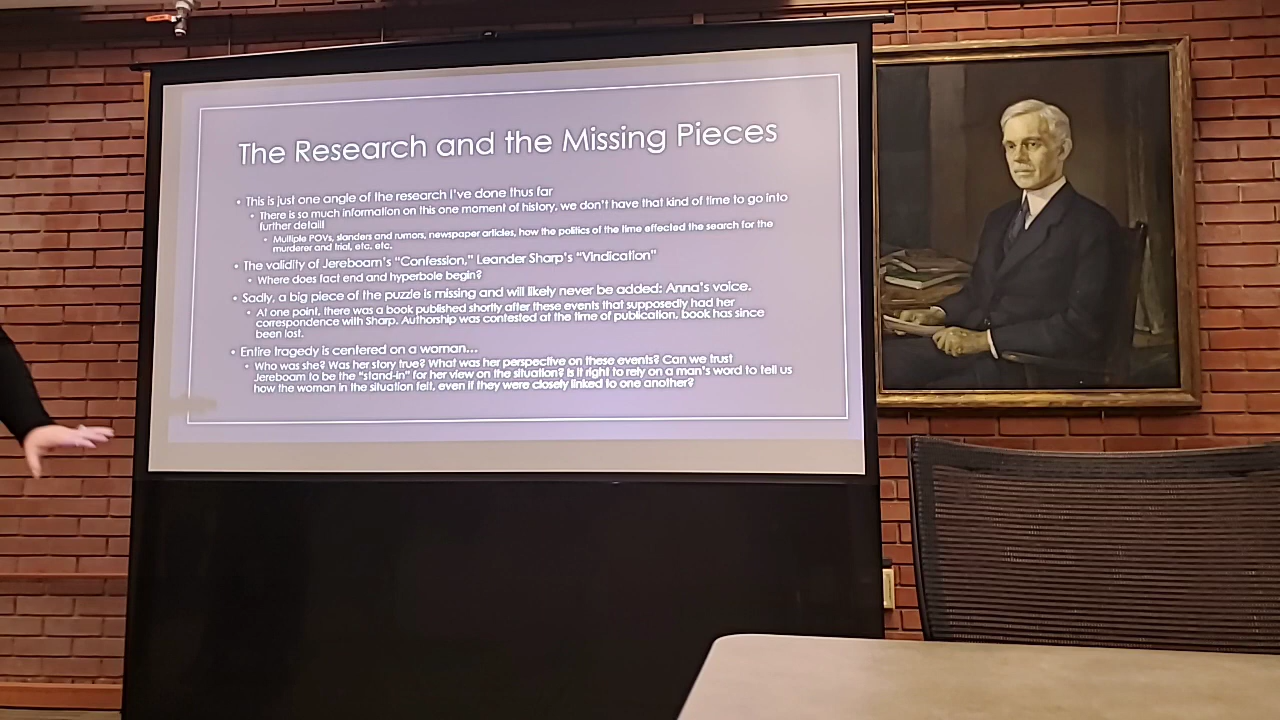 The Research and the Missing Pieces
• This is just one angle of the research I've done thus far
• There is so much information on this one moment of history, we don't have that kind of time to go into
further detail!
• Multiple POVs, slanders and rumors, newspaper articles, how the politics of the time effected the search for the
murderer and trial, etc. etc.
• The validity of Jereboam's "Confession," Leander Sharp's "Vindication"
• Where does fact end and hyperbole begin?
• Sadly, a big piece of the puzzle is missing and will likely never be added: Anna's voice.
• At one point, there was a book published shortly after these events that supposedly had her
correspondence with Sharp. Authorship was contested at the time of publication, book has since
been lost.
• Entire tragedy is centered on a woman...
• Who was she? Was her story true? What was her perspective on these events? Can we trust
Jereboam to be the "stand-in" for her view on the situation? Is it right to rely on a man's word to tell us
how the woman in the situation felt, even if they were closely linked to one another?